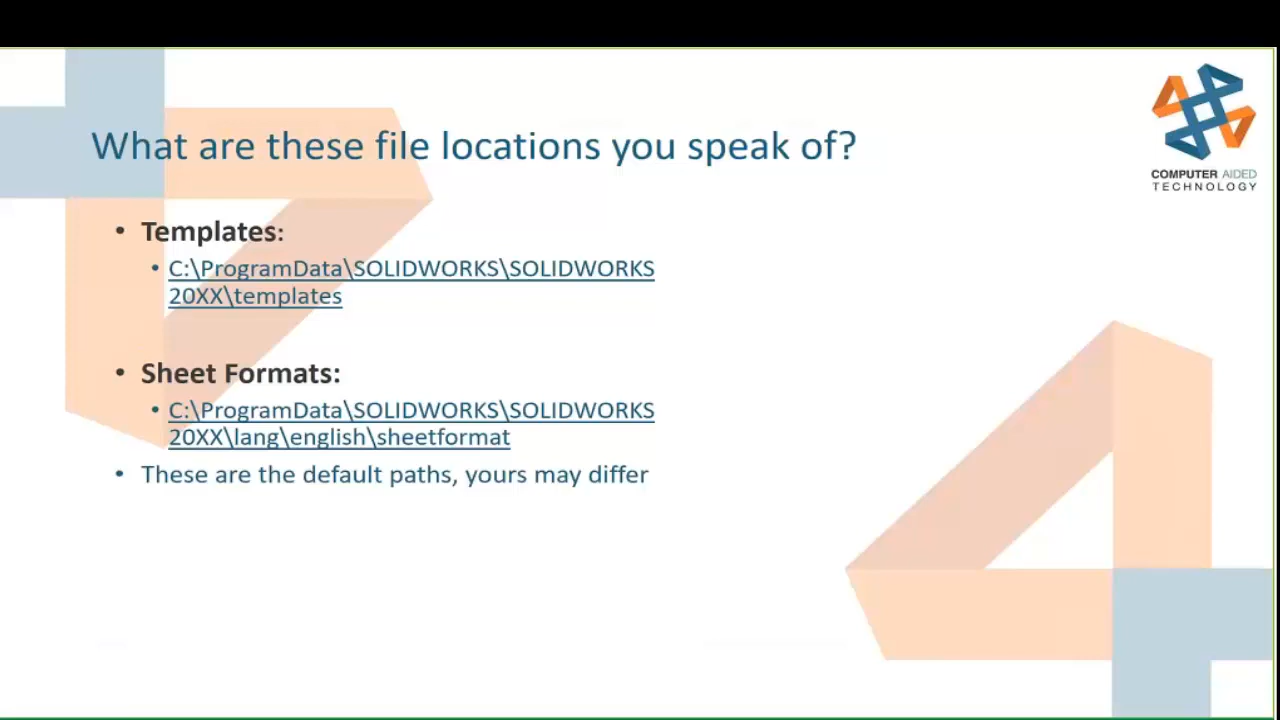 What are these file locations you speak of?
COMPUTER AIDED
TECHNOLOGY
• Templates:
• C:\ProgramData\SOLIDWORKS\SOLIDWORKS
20XX\templates
• Sheet Formats:
• C:\ProgramData\SOLIDWORKS\SOLIDWORKS
20XX\lang\english\sheetformat
• These are the default paths, yours may differ